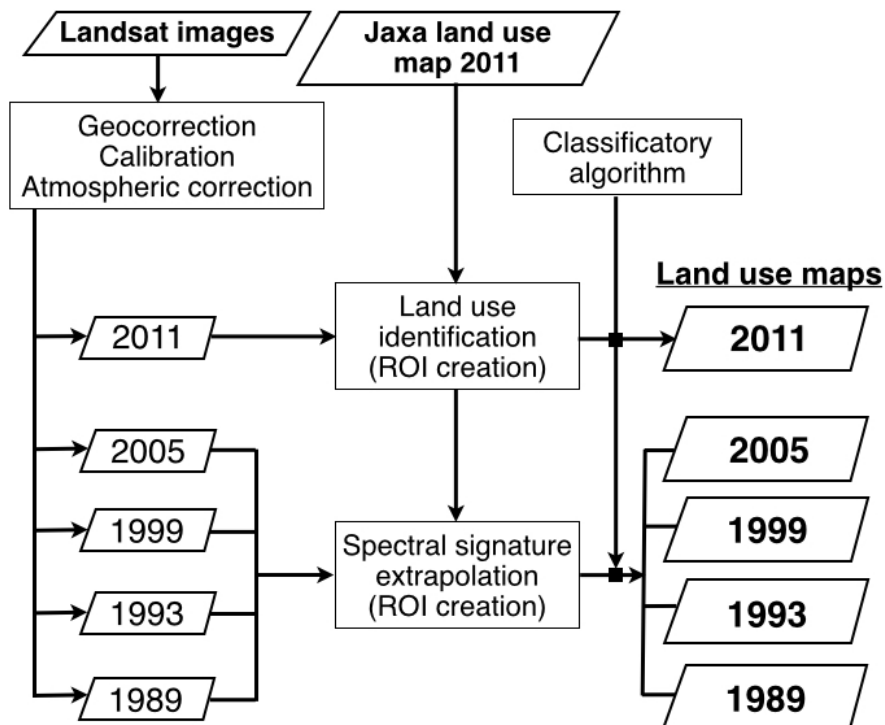 Landsat images
Jaxa land use
map 2011
Geocorrection
Calibration
Atmospheric correction
Classificatory
algorithm
Land use maps
2011
Land use
identification
(ROI creation)
2011
2005
1999
1993
1989
Spectral signature
extrapolation
(ROI creation)
2005
1999
1993
1989